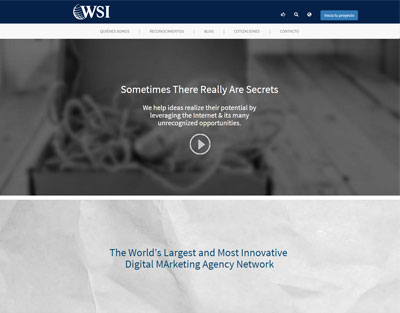 WSI
Inicia tu proyecto
QUIÉNES SOMOS | RECONOCIMIENTOS | BLOG | COTIZACIONES | CONTACTO
Sometimes There Really Are Secrets
We help ideas realize their potential by
leveraging the Internet & its many
unrecognized opportunities.
The World's Largest and Most Innovative
Digital MArketing Agency Network